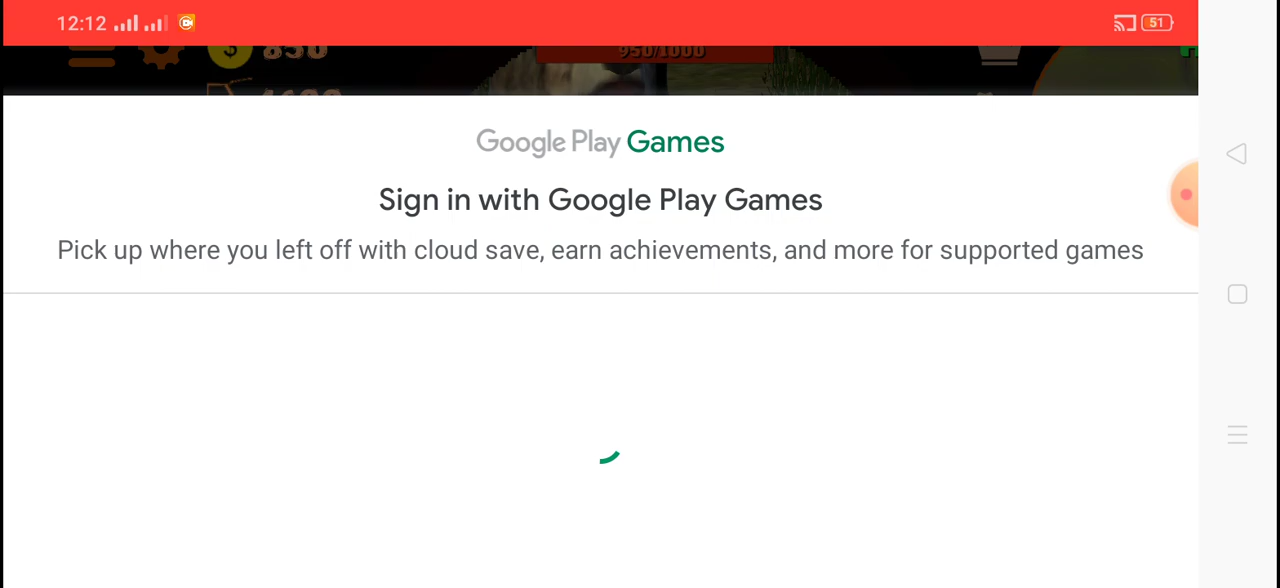 12:12
51
850
950/1000
Google Play Games
Sign in with Google Play Games
Pick up where you left off with cloud save, earn achievements, and more for supported games